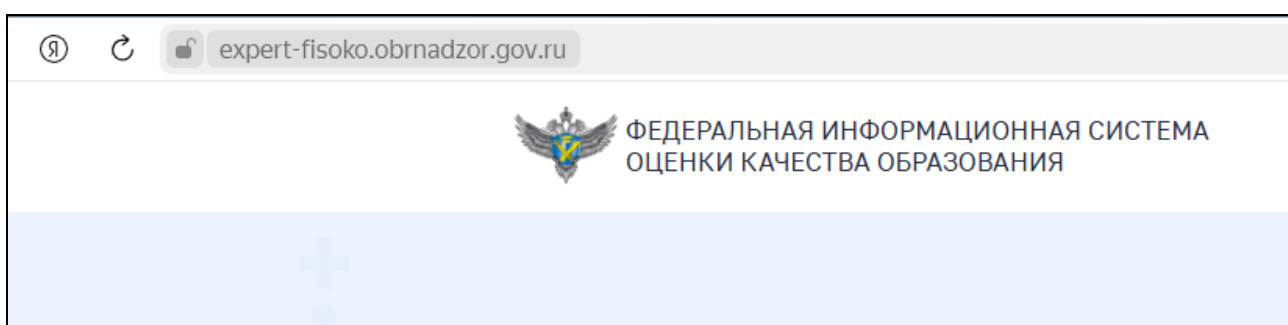 Я
expert-fisoko.obrnadzor.gov.ru
ФЕДЕРАЛЬНАЯ ИНФОРМАЦИОННАЯ СИСТЕМА
ОЦЕНКИ КАЧЕСТВА ОБРАЗОВАНИЯ